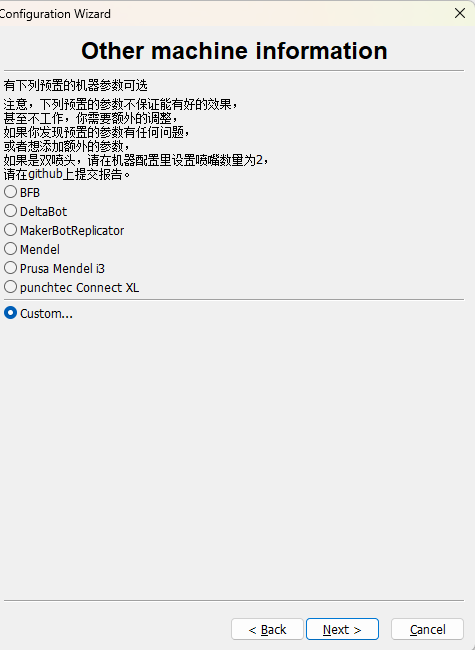 Configuration Wizard
Other machine information
有下列预置的机器参数可选
注意，下列预置的参数不保证能有好的效果，
甚至不工作，你需要额外的调整，
如果你发现预置的参数有任何问题，
或者想添加额外的参数，
如果是双喷头，请在机器配置里设置喷嘴数量为2，
请在github上提交报告。
BFB
DeltaBot
MakerBotReplicator
Mendel
Prusa Mendel i3
punchtec Connect XL
Custom...
< Back
Next >
Cancel